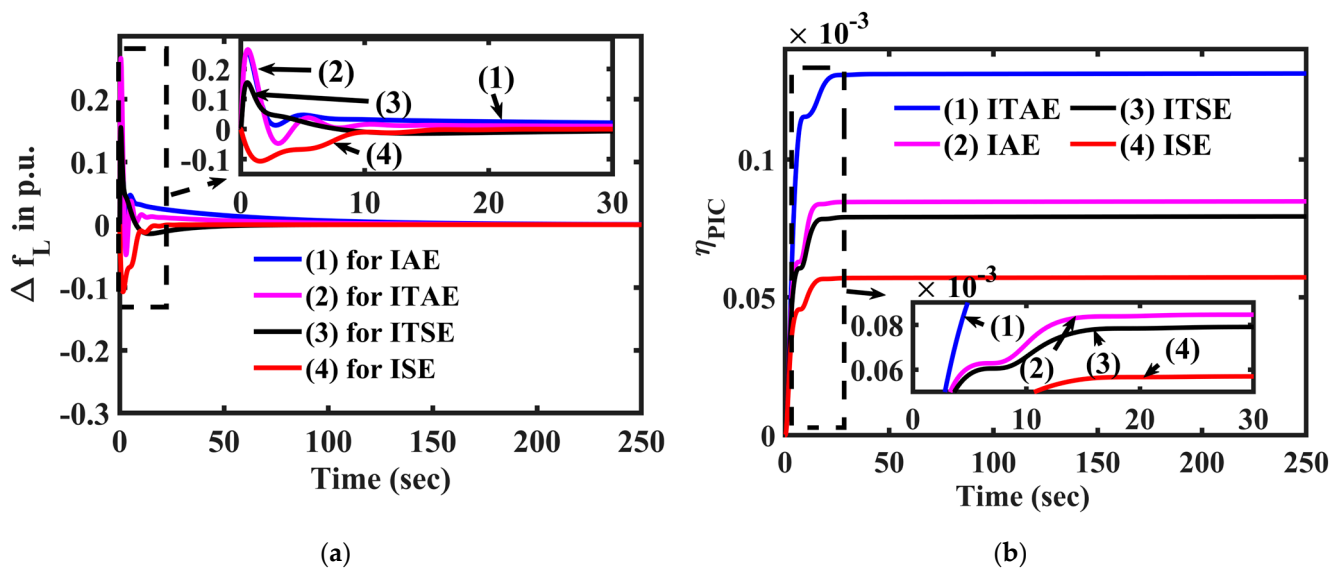 0.2
0.1
0
-0.1
-0.2
-0.3
0 50 100 150 200 250
Δ f_L in p.u.
Time (sec)
0.2
0.1
0
-0.1
0 10 20 30
(2)
(1)
(3)
(4)
(1) for IAE
(2) for ITAE
(3) for ITSE
(4) for ISE
(a)
× 10^-3
0.1
0.05
0
0 50 100 150 200 250
η_PIC
Time (sec)
(1) ITAE (3) ITSE
(2) IAE (4) ISE
× 10^-3
0.08
0.06
0 10 20 30
(1)
(2)
(3)
(4)
(b)